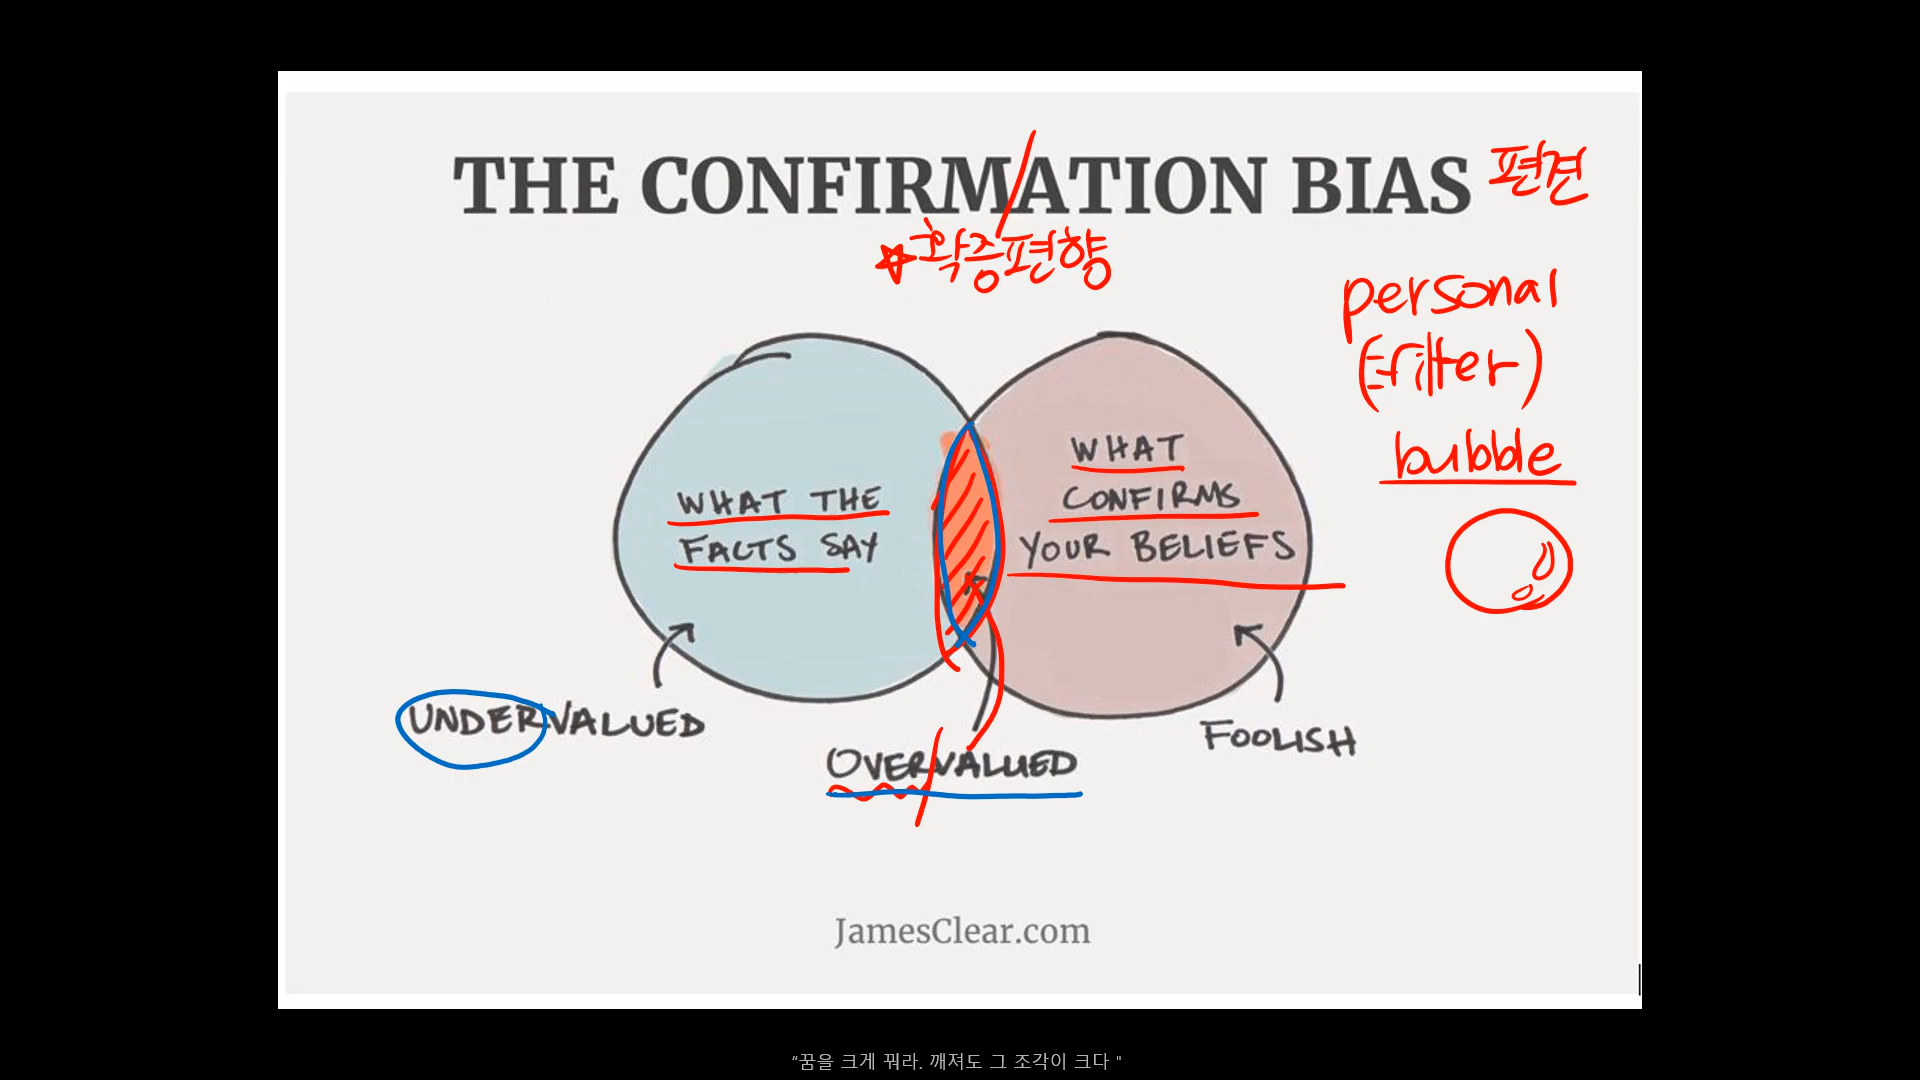 THE CONFIRMATION BIAS 편견
확증편향
personal
(filter)
bubble
WHAT THE
FACTS SAY
WHAT
CONFIRMS
YOUR BELIEFS
UNDERVALUED
OVERVALUED
FOOLISH
JamesClear.com
“꿈을 크게 꿔라. 깨져도 그 조각이 크다 "